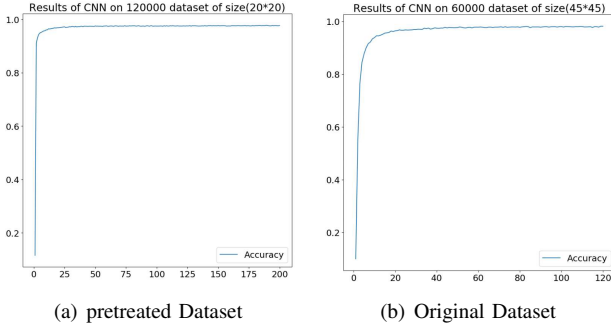 Results of CNN on 120000 dataset of size(20*20)
1.0
0.8
0.6
0.4
0.2
0 25 50 75 100 125 150 175 200
Accuracy
(a) pretreated Dataset
Results of CNN on 60000 dataset of size(45*45)
1.0
0.8
0.6
0.4
0.2
0 20 40 60 80 100 120
Accuracy
(b) Original Dataset